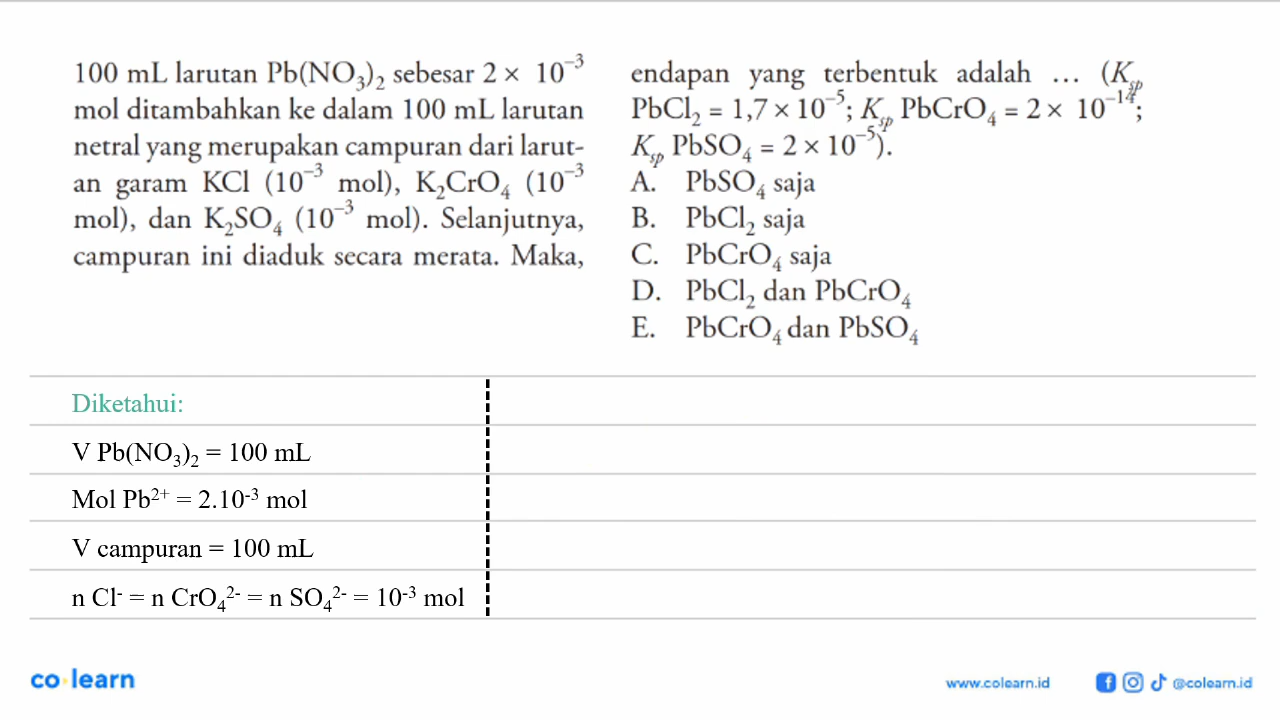 100 mL larutan Pb(NO₃)₂ sebesar 2 × 10⁻³
mol ditambahkan ke dalam 100 mL larutan
netral yang merupakan campuran dari larut-
an garam KCl (10⁻³ mol), K₂CrO₄ (10⁻³
mol), dan K₂SO₄ (10⁻³ mol). Selanjutnya,
campuran ini diaduk secara merata. Maka,
endapan yang terbentuk adalah ... (Ksp
PbCl₂ = 1,7 × 10⁻⁵; Ksp PbCrO₄ = 2 × 10⁻¹⁴;
Ksp PbSO₄ = 2 × 10⁻⁵).
A. PbSO₄ saja
B. PbCl₂ saja
C. PbCrO₄ saja
D. PbCl₂ dan PbCrO₄
E. PbCrO₄ dan PbSO₄
Diketahui:
V Pb(NO₃)₂ = 100 mL
Mol Pb²⁺ = 2.10⁻³ mol
V campuran = 100 mL
n Cl⁻ = n CrO₄²⁻ = n SO₄²⁻ = 10⁻³ mol
co·learn
www.colearn.id
@colearn.id